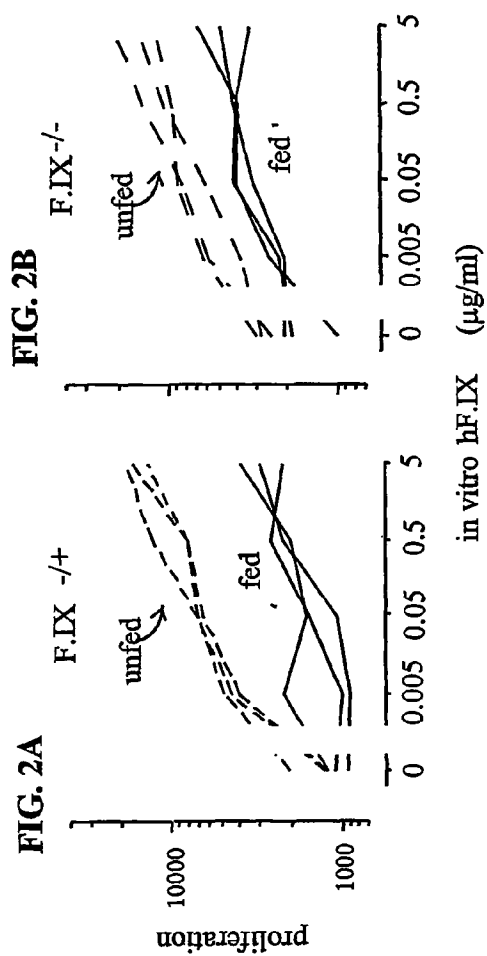 FIG. 2A
F.IX -/+
unfed
fed
proliferation
10000
1000
0 0.005 0.05 0.5 5
FIG. 2B
F.IX -/-
unfed
fed
0 0.005 0.05 0.5 5
in vitro hF.IX (µg/ml)